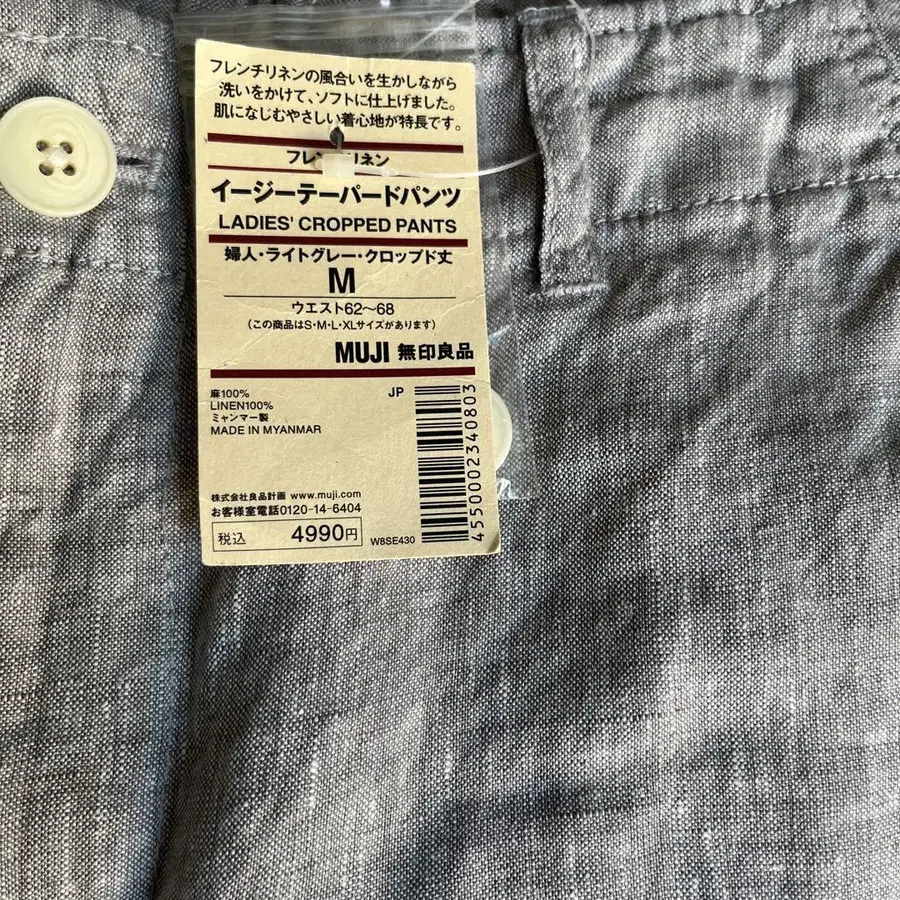 フレンチリネンの風合いを生かしながら
洗いをかけて、ソフトに仕上げました。
肌になじむやさしい着心地が特長です。
フレンチリネン
イージーテーパードパンツ
LADIES' CROPPED PANTS
婦人・ライトグレー・クロップド丈
M
ウエスト62〜68
(この商品はS・M・L・XLサイズがあります)
MUJI 無印良品
麻100%
LINEN100%
ミャンマー製
MADE IN MYANMAR
JP
4550002340803
株式会社良品計画 www.muji.com
お客様室電話0120-14-6404
税込 4990円
W8SE430